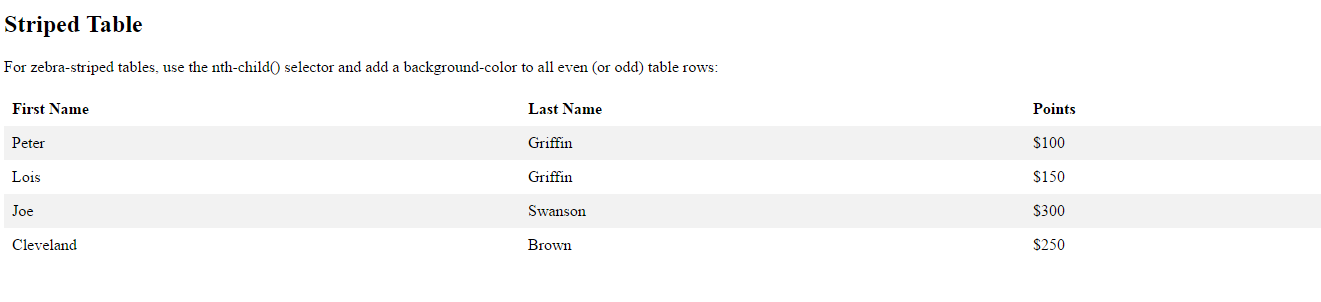 Striped Table
For zebra-striped tables, use the nth-child() selector and add a background-color to all even (or odd) table rows:
First Name Last Name Points
Peter Griffin $100
Lois Griffin $150
Joe Swanson $300
Cleveland Brown $250